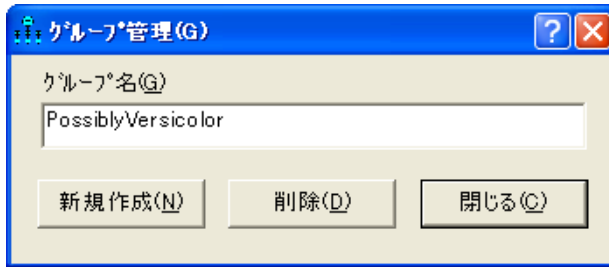 ｸﾞﾙｰﾌﾟ管理(G)
ｸﾞﾙｰﾌﾟ名(G)
PossiblyVersicolor
新規作成(N)
削除(D)
閉じる(C)